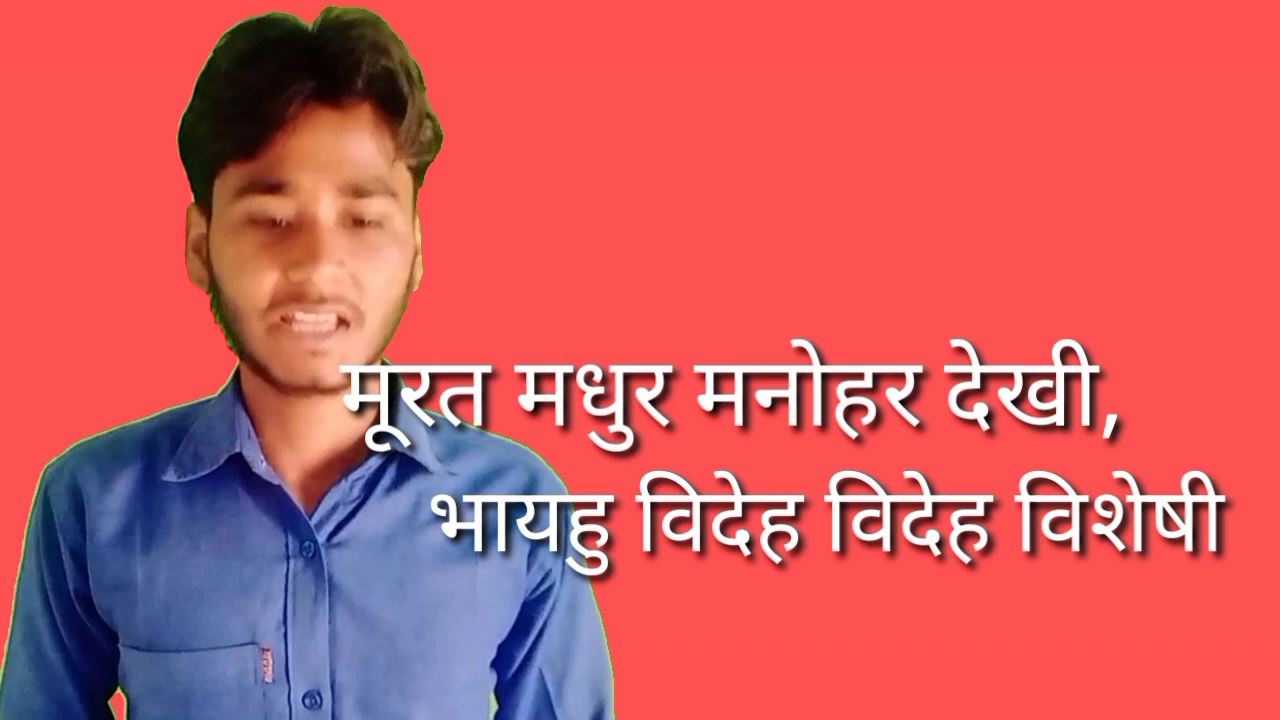 मूरत मधुर मनोहर देखी,
भायहु विदेह विदेह विशेषी